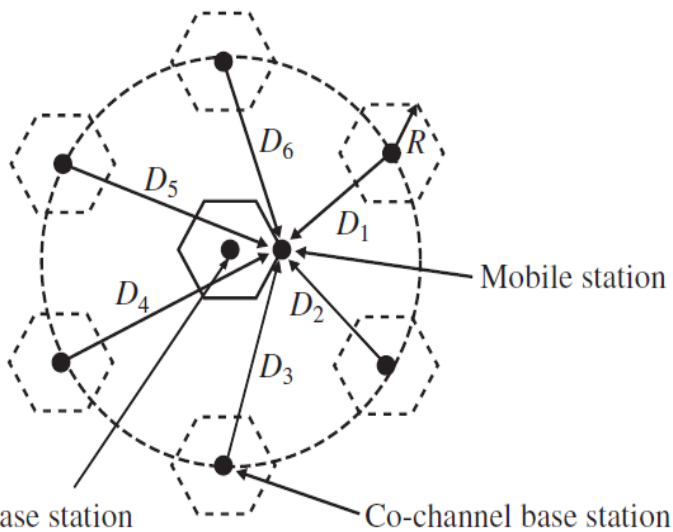 D6
R
D5
D1
Mobile station
D4
D2
D3
ase station
Co-channel base station